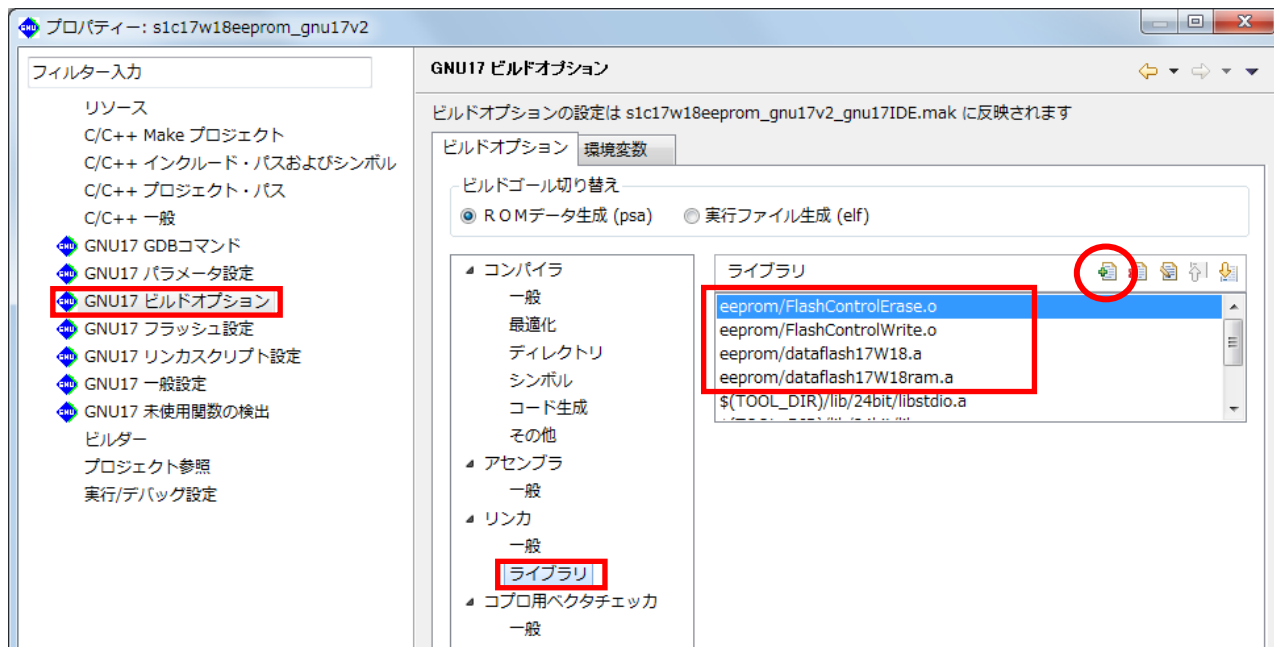 プロパティー: s1c17w18eeprom_gnu17v2
フィルター入力
リソース
C/C++ Make プロジェクト
C/C++ インクルード・パスおよびシンボル
C/C++ プロジェクト・パス
C/C++ 一般
GNU17 GDBコマンド
GNU17 パラメータ設定
GNU17 ビルドオプション
GNU17 フラッシュ設定
GNU17 リンカスクリプト設定
GNU17 一般設定
GNU17 未使用関数の検出
ビルダー
プロジェクト参照
実行/デバッグ設定
GNU17 ビルドオプション
ビルドオプションの設定は s1c17w18eeprom_gnu17v2_gnu17IDE.mak に反映されます
ビルドオプション 環境変数
ビルドゴール切り替え
ROMデータ生成 (psa) 実行ファイル生成 (elf)
コンパイラ
一般
最適化
ディレクトリ
シンボル
コード生成
その他
アセンブラ
一般
リンカ
一般
ライブラリ
コプロ用ベクタチェッカ
一般
ライブラリ
eeprom/FlashControlErase.o
eeprom/FlashControlWrite.o
eeprom/dataflash17W18.a
eeprom/dataflash17W18ram.a
$(TOOL_DIR)/lib/24bit/libstdio.a